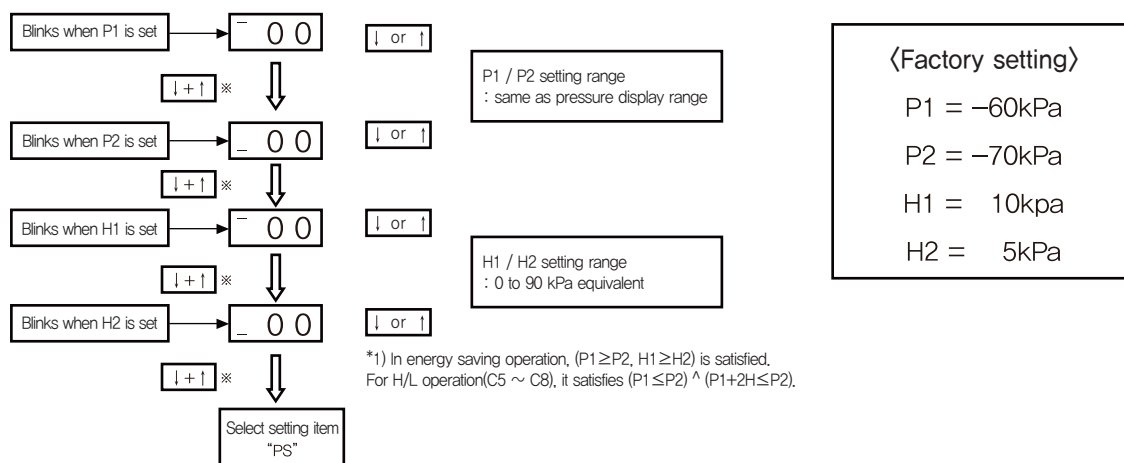 Blinks when P1 is set
‾ 0 0
↓ or ↑
↓+↑ ※
P1 / P2 setting range
: same as pressure display range
Blinks when P2 is set
_ 0 0
↓ or ↑
↓+↑ ※
Blinks when H1 is set
‾ 0 0
↓ or ↑
↓+↑ ※
H1 / H2 setting range
: 0 to 90 kPa equivalent
Blinks when H2 is set
_ 0 0
↓ or ↑
↓+↑ ※
*1) In energy saving operation, (P1≥P2, H1≥H2) is satisfied.
For H/L operation(C5 ~ C8), it satisfies (P1≤P2) ^ (P1+2H≤P2).
Select setting item
“PS”
〈Factory setting〉
P1 = −60kPa
P2 = −70kPa
H1 = 10kpa
H2 = 5kPa